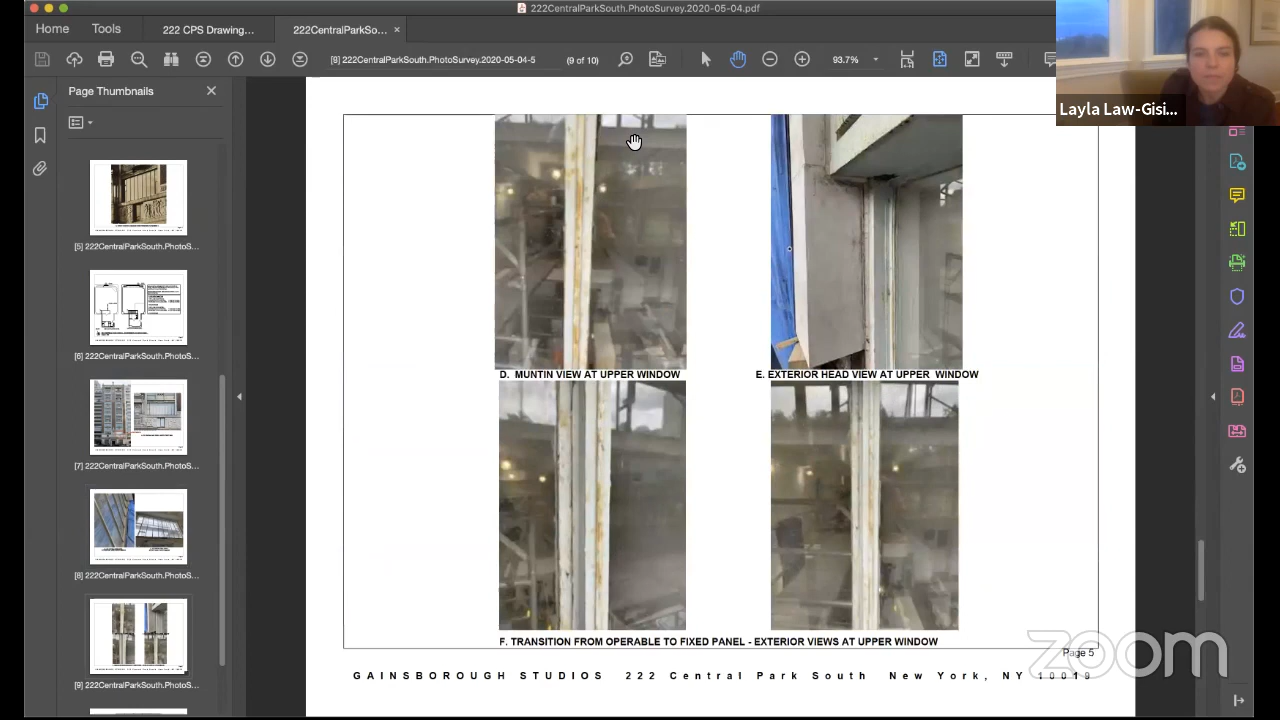 222CentralParkSouth.PhotoSurvey.2020-05-04.pdf
Home Tools 222 CPS Drawing... 222CentralParkSo... ×
[9] 222CentralParkSouth.PhotoSurvey.2020-05-04-5 (9 of 10) 93.7%
Layla Law-Gisi...
Page Thumbnails
[5] 222CentralParkSouth.PhotoS...
[6] 222CentralParkSouth.PhotoS...
[7] 222CentralParkSouth.PhotoS...
[8] 222CentralParkSouth.PhotoS...
[9] 222CentralParkSouth.PhotoS...
D. MUNTIN VIEW AT UPPER WINDOW
E. EXTERIOR HEAD VIEW AT UPPER WINDOW
F. TRANSITION FROM OPERABLE TO FIXED PANEL - EXTERIOR VIEWS AT UPPER WINDOW
Page 5
GAINSBOROUGH STUDIOS 222 Central Park South New York, NY 10019
zoom